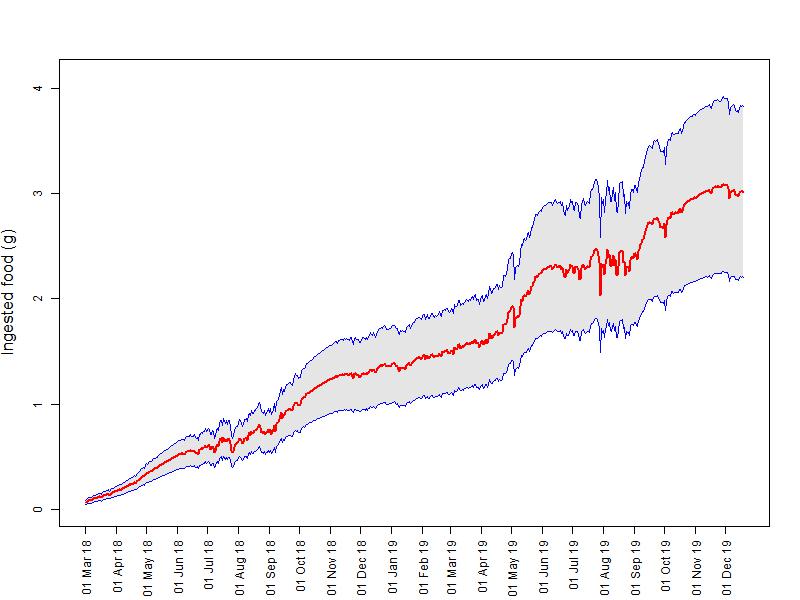 Ingested food (g)
4
3
2
1
0
01 Mar 18
01 Apr 18
01 May 18
01 Jun 18
01 Jul 18
01 Aug 18
01 Sep 18
01 Oct 18
01 Nov 18
01 Dec 18
01 Jan 19
01 Feb 19
01 Mar 19
01 Apr 19
01 May 19
01 Jun 19
01 Jul 19
01 Aug 19
01 Sep 19
01 Oct 19
01 Nov 19
01 Dec 19